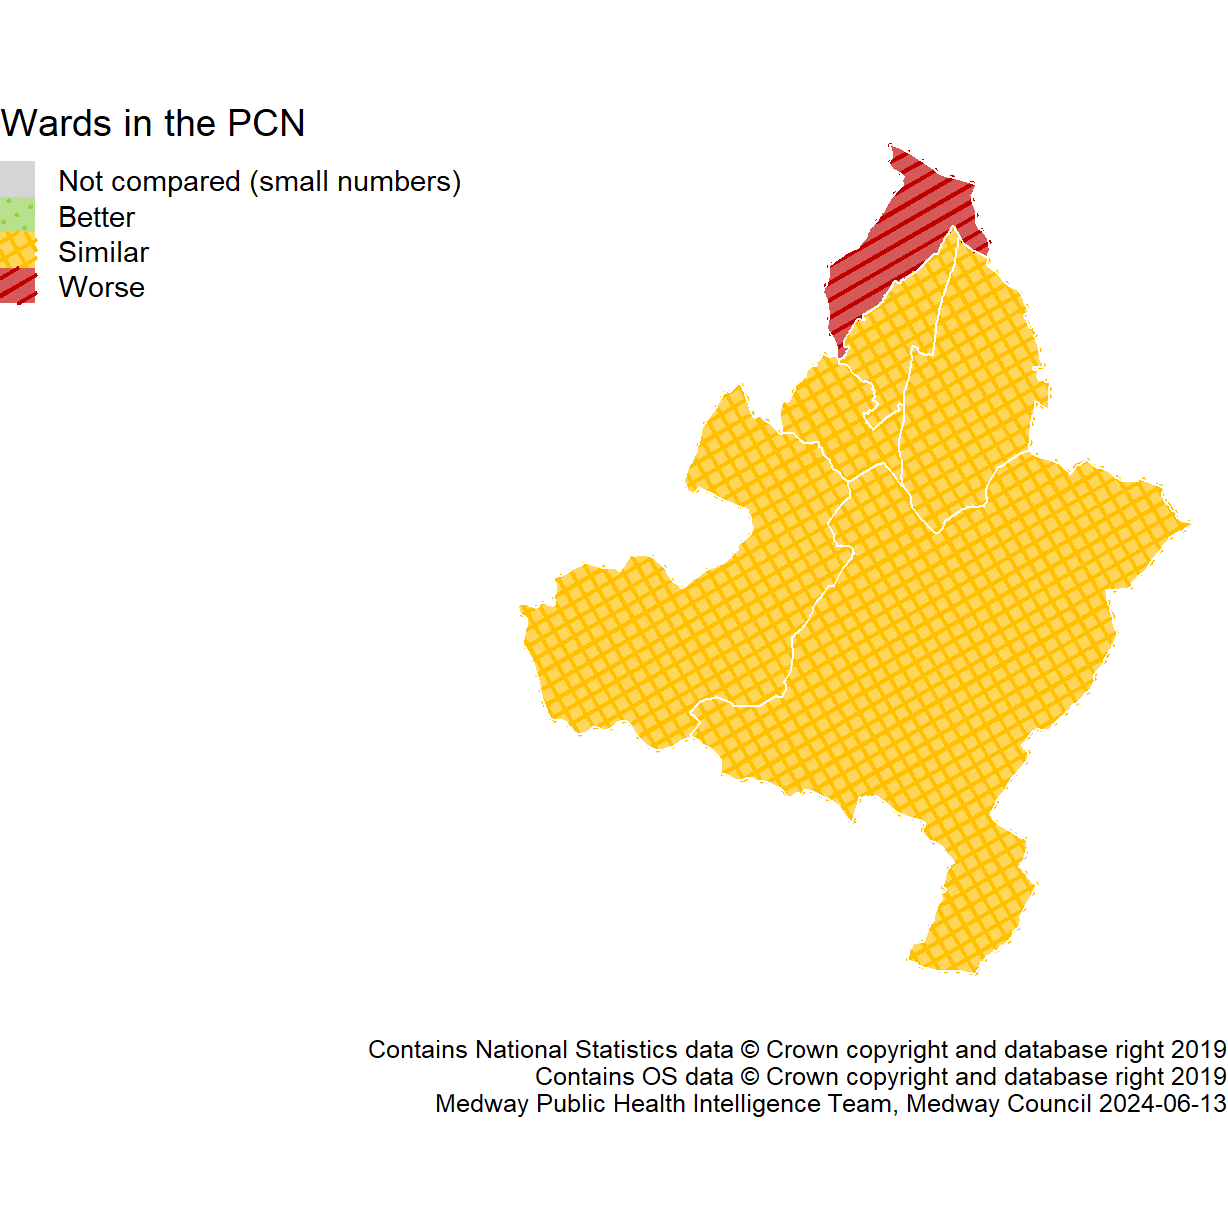 Wards in the PCN
Not compared (small numbers)
Better
Similar
Worse
Contains National Statistics data © Crown copyright and database right 2019
Contains OS data © Crown copyright and database right 2019
Medway Public Health Intelligence Team, Medway Council 2024-06-13